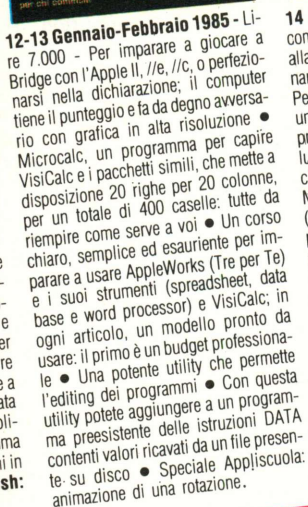 per chi comincia
12-13 Gennaio-Febbraio 1985 - Li-
re 7.000 - Per imparare a giocare a
Bridge con l'Apple II, //e, //c, o perfezio-
narsi nella dichiarazione; il computer
tiene il punteggio e fa da degno avversa-
rio con grafica in alta risoluzione ●
Microcalc, un programma per capire
VisiCalc e i pacchetti simili, che mette a
disposizione 20 righe per 20 colonne,
per un totale di 400 caselle: tutte da
riempire come serve a voi ● Un corso
chiaro, semplice ed esauriente per im-
parare a usare AppleWorks (Tre per Te)
e i suoi strumenti (spreadsheet, data
base e word processor) e VisiCalc; in
ogni articolo, un modello pronto da
usare: il primo è un budget professiona-
le ● Una potente utility che permette
l'editing dei programmi ● Con questa
utility potete aggiungere a un program-
ma preesistente delle istruzioni DATA
contenti valori ricavati da un file presen-
te su disco ● Speciale Appliscuola:
animazione di una rotazione.
14